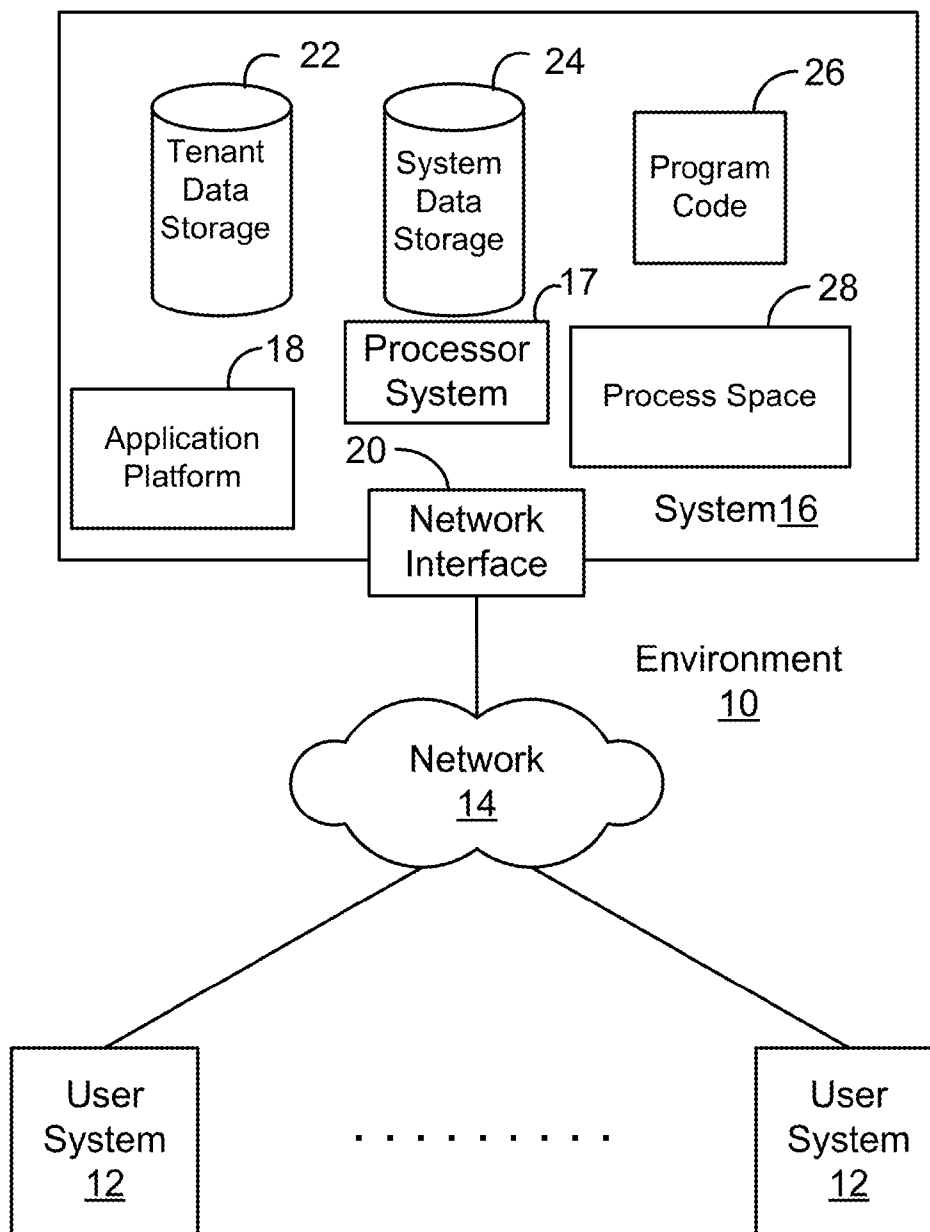 22
24
26
Tenant
Data
Storage
System
Data
Storage
Program
Code
17
28
18
Processor
System
Process Space
Application
Platform
20
Network
Interface
System16
Environment
10
Network
14
User
System
12
.........
User
System
12